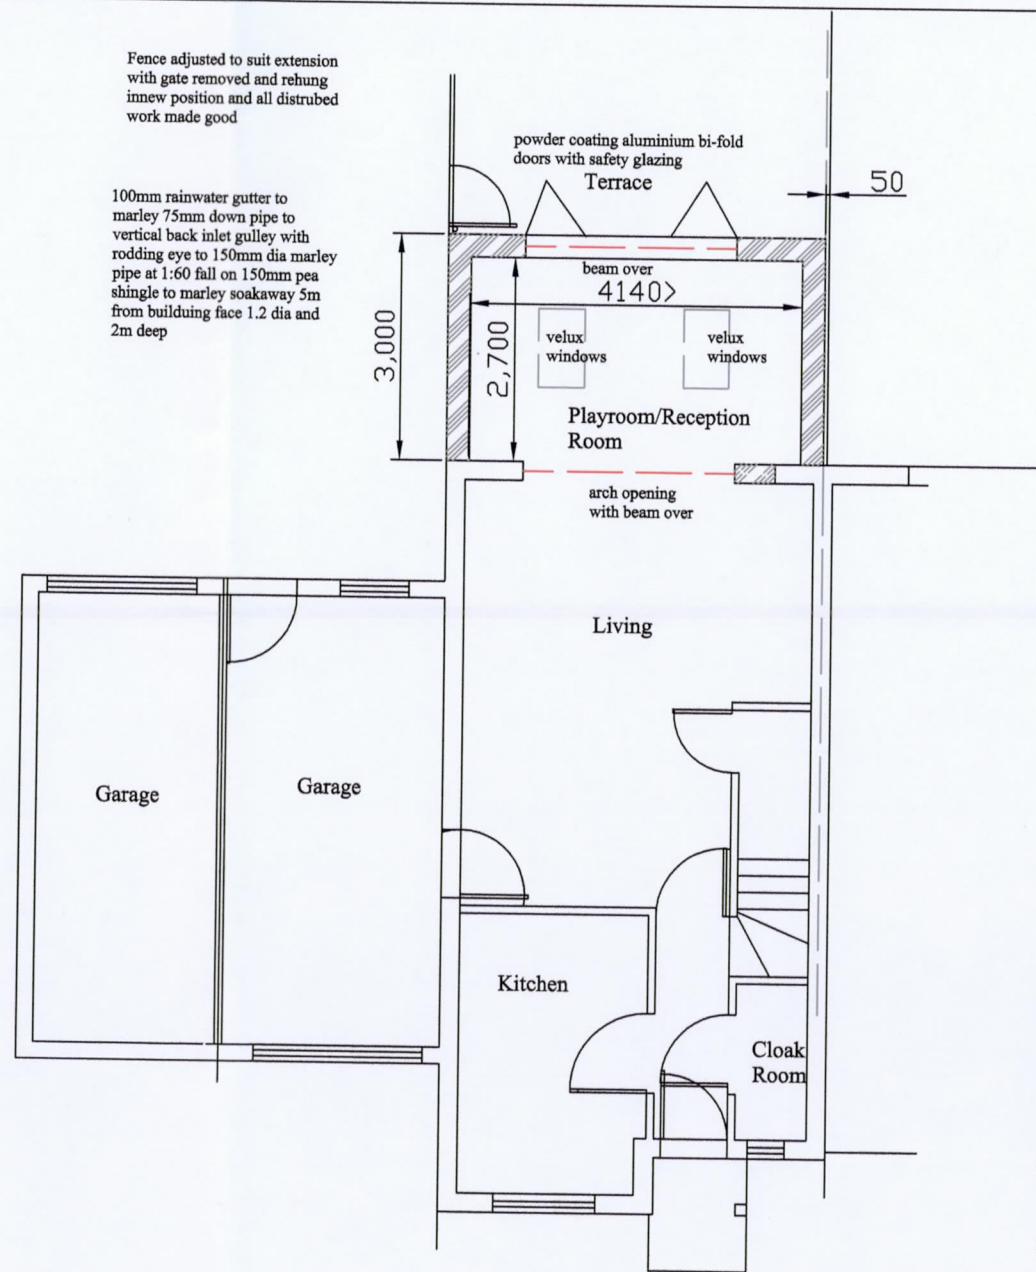 Fence adjusted to suit extension
with gate removed and rehung
innew position and all distrubed
work made good
powder coating aluminium bi-fold
doors with safety glazing
Terrace
50
100mm rainwater gutter to
marley 75mm down pipe to
vertical back inlet gulley with
rodding eye to 150mm dia marley
pipe at 1:60 fall on 150mm pea
shingle to marley soakaway 5m
from builduing face 1.2 dia and
2m deep
beam over
4140>
3,000
2,700
velux
windows
velux
windows
Playroom/Reception
Room
arch opening
with beam over
Living
Garage
Garage
Kitchen
Cloak
Room